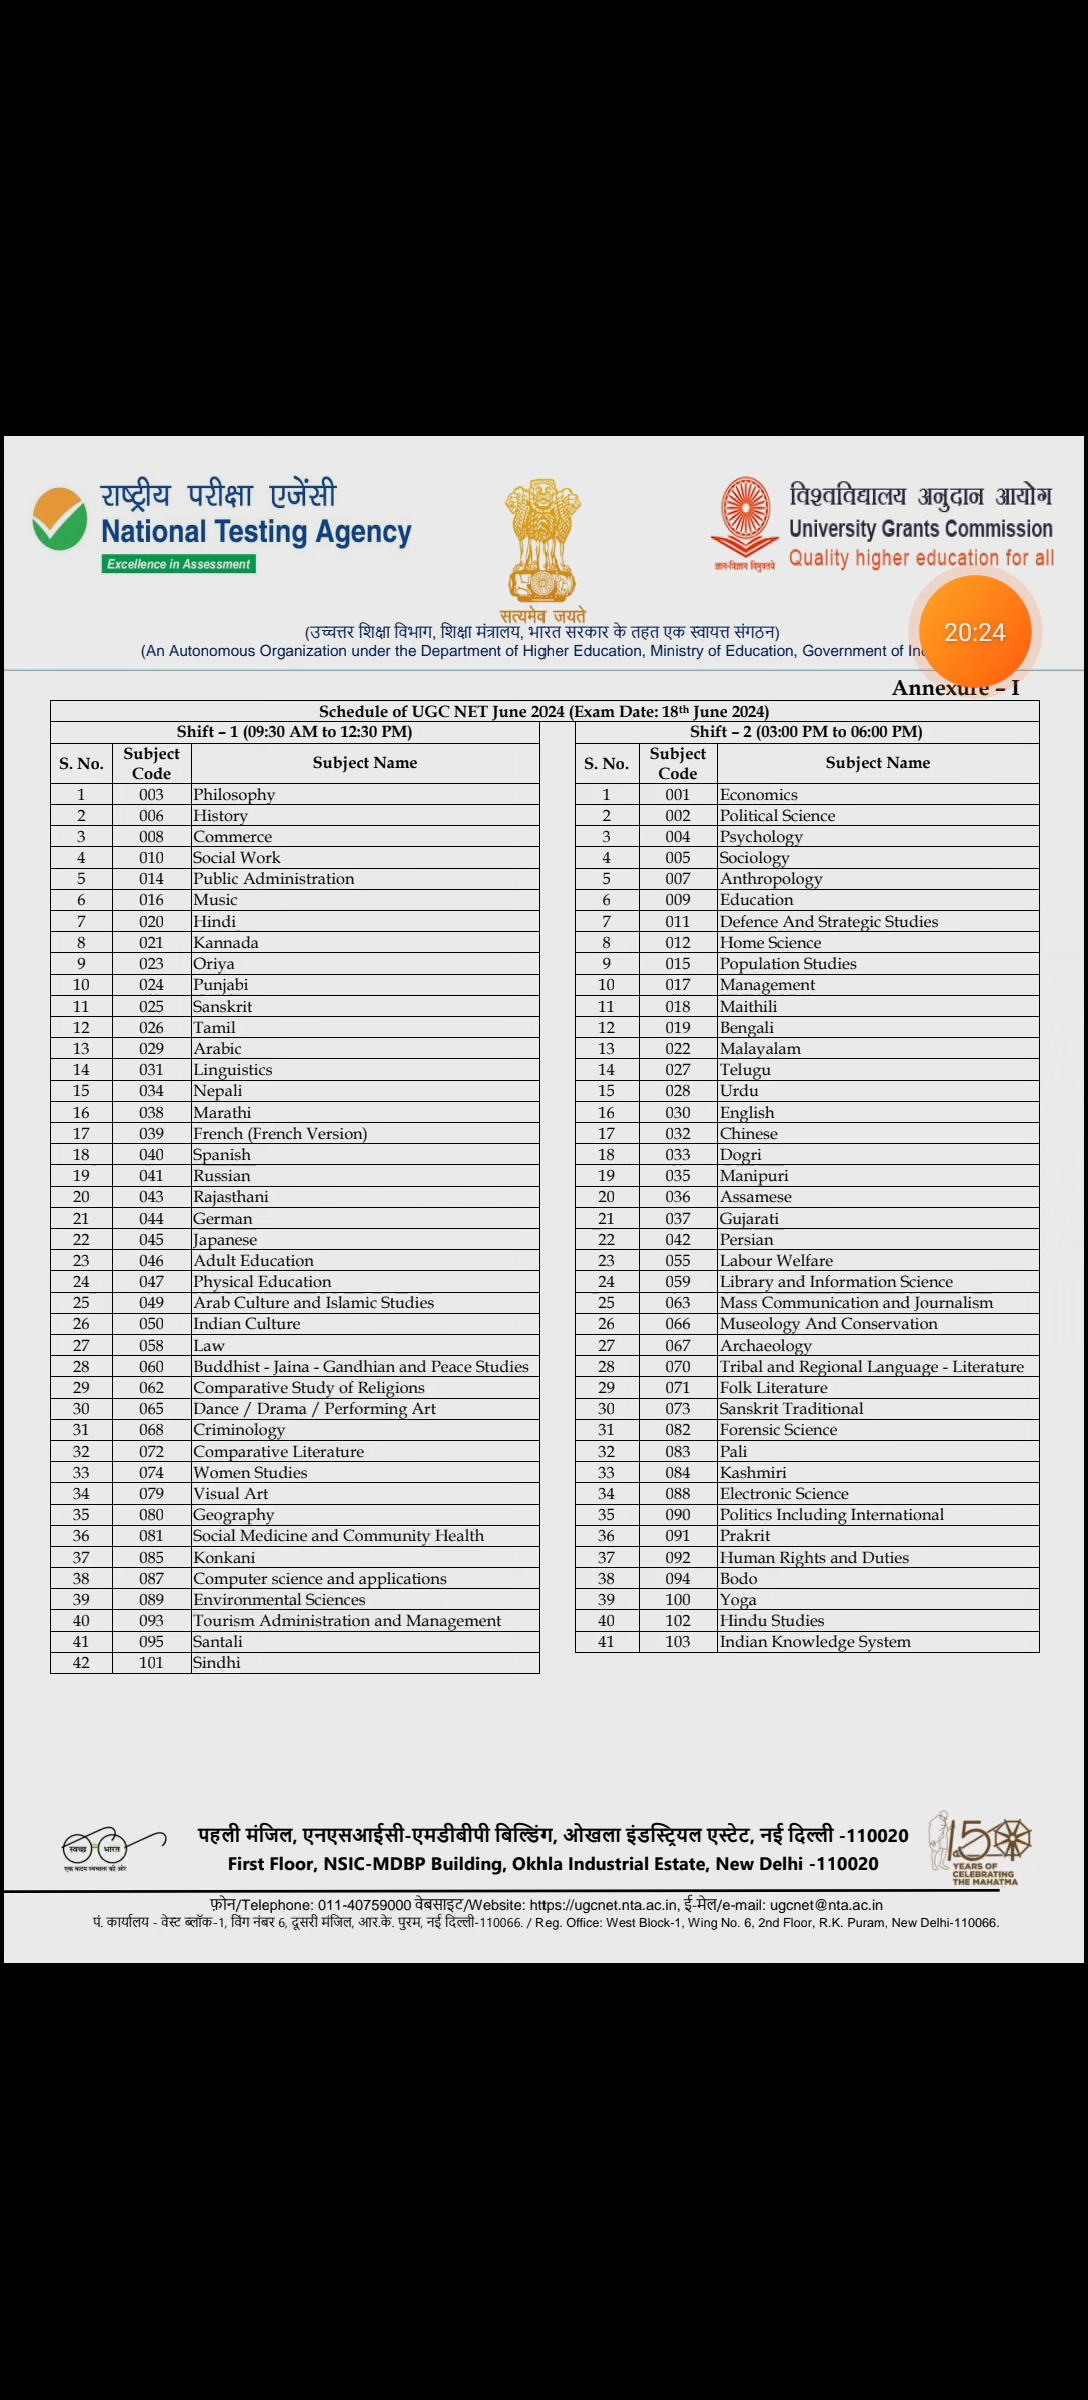 राष्ट्रीय परीक्षा एजेंसी
National Testing Agency
Excellence in Assessment
सत्यमेव जयते
विश्वविद्यालय अनुदान आयोग
University Grants Commission
Quality higher education for all
ज्ञान-विज्ञान विमुक्तये
20:24
(उच्चत्तर शिक्षा विभाग, शिक्षा मंत्रालय, भारत सरकार के तहत एक स्वायत्त संगठन)
(An Autonomous Organization under the Department of Higher Education, Ministry of Education, Government of
Annexure – I
Schedule of UGC NET June 2024 (Exam Date: 18th June 2024)
Shift – 1 (09:30 AM to 12:30 PM)
S. No. Subject Code Subject Name
1 003 Philosophy
2 006 History
3 008 Commerce
4 010 Social Work
5 014 Public Administration
6 016 Music
7 020 Hindi
8 021 Kannada
9 023 Oriya
10 024 Punjabi
11 025 Sanskrit
12 026 Tamil
13 029 Arabic
14 031 Linguistics
15 034 Nepali
16 038 Marathi
17 039 French (French Version)
18 040 Spanish
19 041 Russian
20 043 Rajasthani
21 044 German
22 045 Japanese
23 046 Adult Education
24 047 Physical Education
25 049 Arab Culture and Islamic Studies
26 050 Indian Culture
27 058 Law
28 060 Buddhist - Jaina - Gandhian and Peace Studies
29 062 Comparative Study of Religions
30 065 Dance / Drama / Performing Art
31 068 Criminology
32 072 Comparative Literature
33 074 Women Studies
34 079 Visual Art
35 080 Geography
36 081 Social Medicine and Community Health
37 085 Konkani
38 087 Computer science and applications
39 089 Environmental Sciences
40 093 Tourism Administration and Management
41 095 Santali
42 101 Sindhi
Shift – 2 (03:00 PM to 06:00 PM)
S. No. Subject Code Subject Name
1 001 Economics
2 002 Political Science
3 004 Psychology
4 005 Sociology
5 007 Anthropology
6 009 Education
7 011 Defence And Strategic Studies
8 012 Home Science
9 015 Population Studies
10 017 Management
11 018 Maithili
12 019 Bengali
13 022 Malayalam
14 027 Telugu
15 028 Urdu
16 030 English
17 032 Chinese
18 033 Dogri
19 035 Manipuri
20 036 Assamese
21 037 Gujarati
22 042 Persian
23 055 Labour Welfare
24 059 Library and Information Science
25 063 Mass Communication and Journalism
26 066 Museology And Conservation
27 067 Archaeology
28 070 Tribal and Regional Language - Literature
29 071 Folk Literature
30 073 Sanskrit Traditional
31 082 Forensic Science
32 083 Pali
33 084 Kashmiri
34 088 Electronic Science
35 090 Politics Including International
36 091 Prakrit
37 092 Human Rights and Duties
38 094 Bodo
39 100 Yoga
40 102 Hindu Studies
41 103 Indian Knowledge System
स्वच्छ भारत
एक कदम स्वच्छता की ओर
पहली मंजिल, एनएसआईसी-एमडीबीपी बिल्डिंग, ओखला इंडस्ट्रियल एस्टेट, नई दिल्ली -110020
First Floor, NSIC-MDBP Building, Okhla Industrial Estate, New Delhi -110020
150
YEARS OF
CELEBRATING
THE MAHATMA
फ़ोन/Telephone: 011-40759000 वेबसाइट/Website: https://ugcnet.nta.ac.in, ई-मेल/e-mail: ugcnet@nta.ac.in
पं. कार्यालय - वेस्ट ब्लॉक-1, विंग नंबर 6, दूसरी मंजिल, आर.के. पुरम, नई दिल्ली-110066. / Reg. Office: West Block-1, Wing No. 6, 2nd Floor, R.K. Puram, New Delhi-110066.